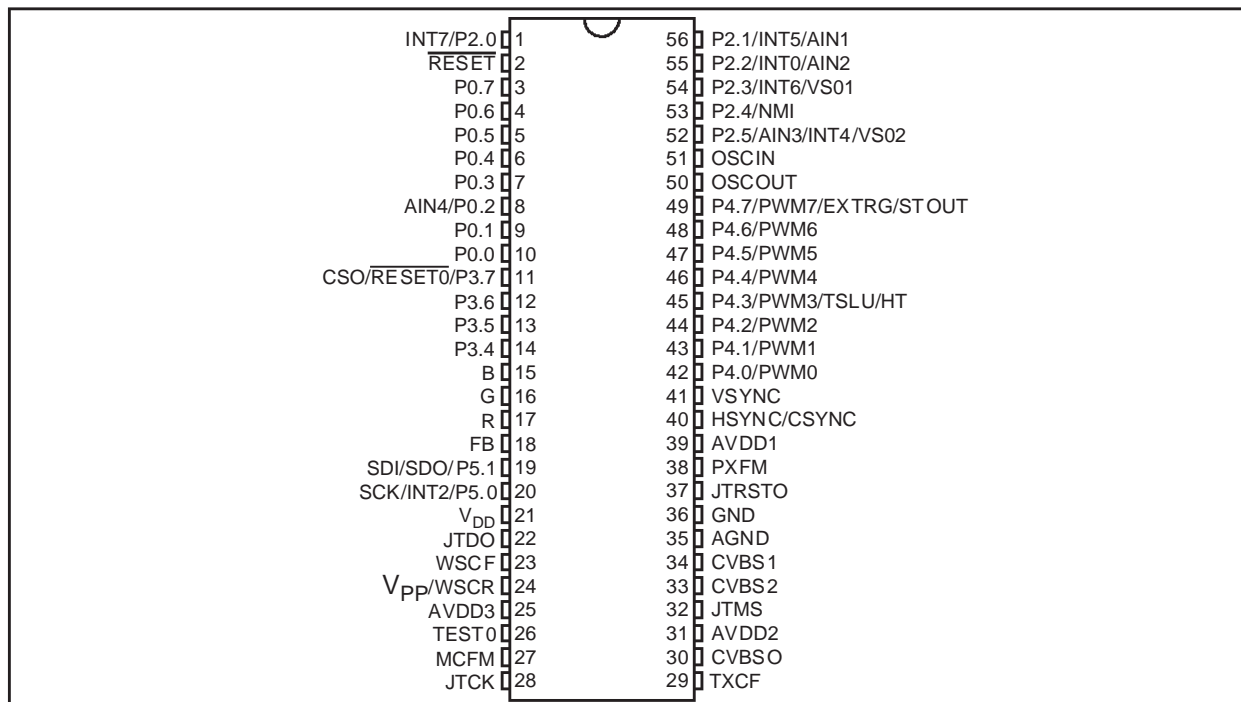 INT7/P2.0 1 56 P2.1/INT5/AIN1
RESET 2 55 P2.2/INT0/AIN2
P0.7 3 54 P2.3/INT6/VS01
P0.6 4 53 P2.4/NMI
P0.5 5 52 P2.5/AIN3/INT4/VS02
P0.4 6 51 OSCIN
P0.3 7 50 OSCOUT
AIN4/P0.2 8 49 P4.7/PWM7/EXTRG/STOUT
P0.1 9 48 P4.6/PWM6
P0.0 10 47 P4.5/PWM5
CSO/RESET0/P3.7 11 46 P4.4/PWM4
P3.6 12 45 P4.3/PWM3/TSLU/HT
P3.5 13 44 P4.2/PWM2
P3.4 14 43 P4.1/PWM1
B 15 42 P4.0/PWM0
G 16 41 VSYNC
R 17 40 HSYNC/CSYNC
FB 18 39 AVDD1
SDI/SDO/P5.1 19 38 PXFM
SCK/INT2/P5.0 20 37 JTRSTO
VDD 21 36 GND
JTDO 22 35 AGND
WSCF 23 34 CVBS1
VPP/WSCR 24 33 CVBS2
AVDD3 25 32 JTMS
TEST0 26 31 AVDD2
MCFM 27 30 CVBSO
JTCK 28 29 TXCF